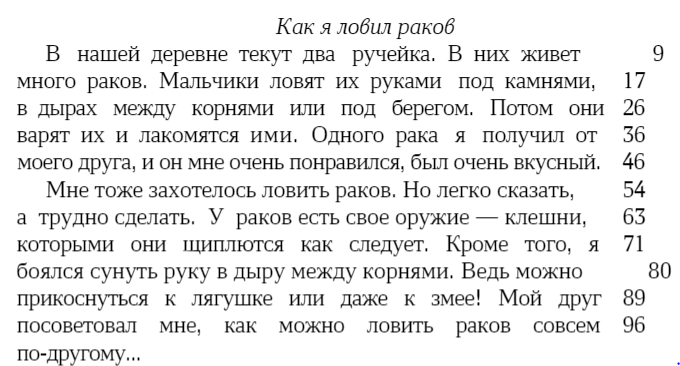 Как я ловил раков
В нашей деревне текут два ручейка. В них живет 9
много раков. Мальчики ловят их руками под камнями, 17
в дырах между корнями или под берегом. Потом они 26
варят их и лакомятся ими. Одного рака я получил от 36
моего друга, и он мне очень понравился, был очень вкусный. 46
Мне тоже захотелось ловить раков. Но легко сказать, 54
а трудно сделать. У раков есть свое оружие — клешни, 63
которыми они щиплются как следует. Кроме того, я 71
боялся сунуть руку в дыру между корнями. Ведь можно 80
прикоснуться к лягушке или даже к змее! Мой друг 89
посоветовал мне, как можно ловить раков совсем 96
по-другому...